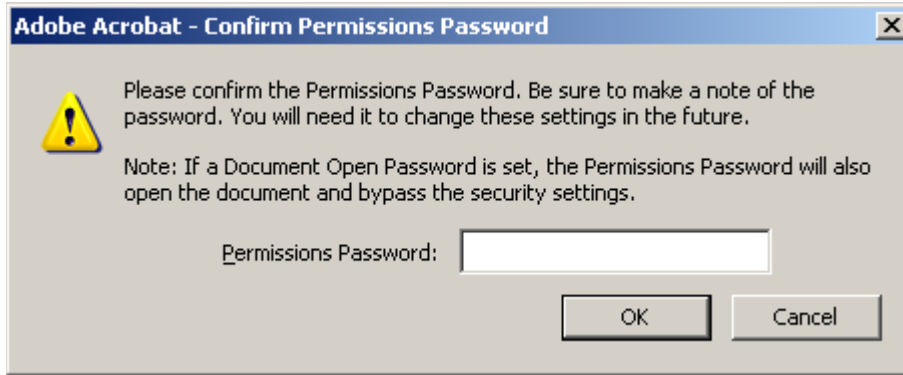 Adobe Acrobat - Confirm Permissions Password
Please confirm the Permissions Password. Be sure to make a note of the
password. You will need it to change these settings in the future.
Note: If a Document Open Password is set, the Permissions Password will also
open the document and bypass the security settings.
Permissions Password:
OK Cancel